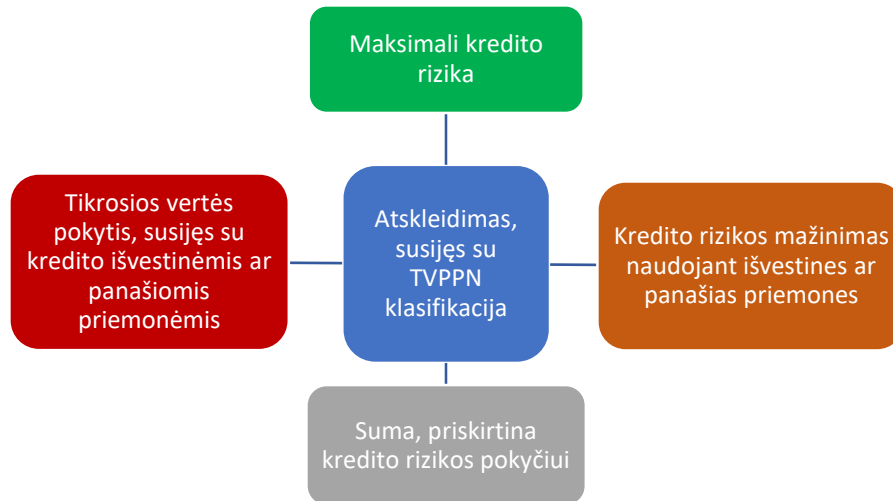 Maksimali kredito
rizika
Tikrosios vertės
pokytis, susijęs su
kredito išvestinėmis ar
panašiomis
priemonėmis
Atskleidimas,
susijęs su
TVPPN
klasifikacija
Kredito rizikos mažinimas
naudojant išvestines ar
panašias priemones
Suma, priskirtina
kredito rizikos pokyčiui